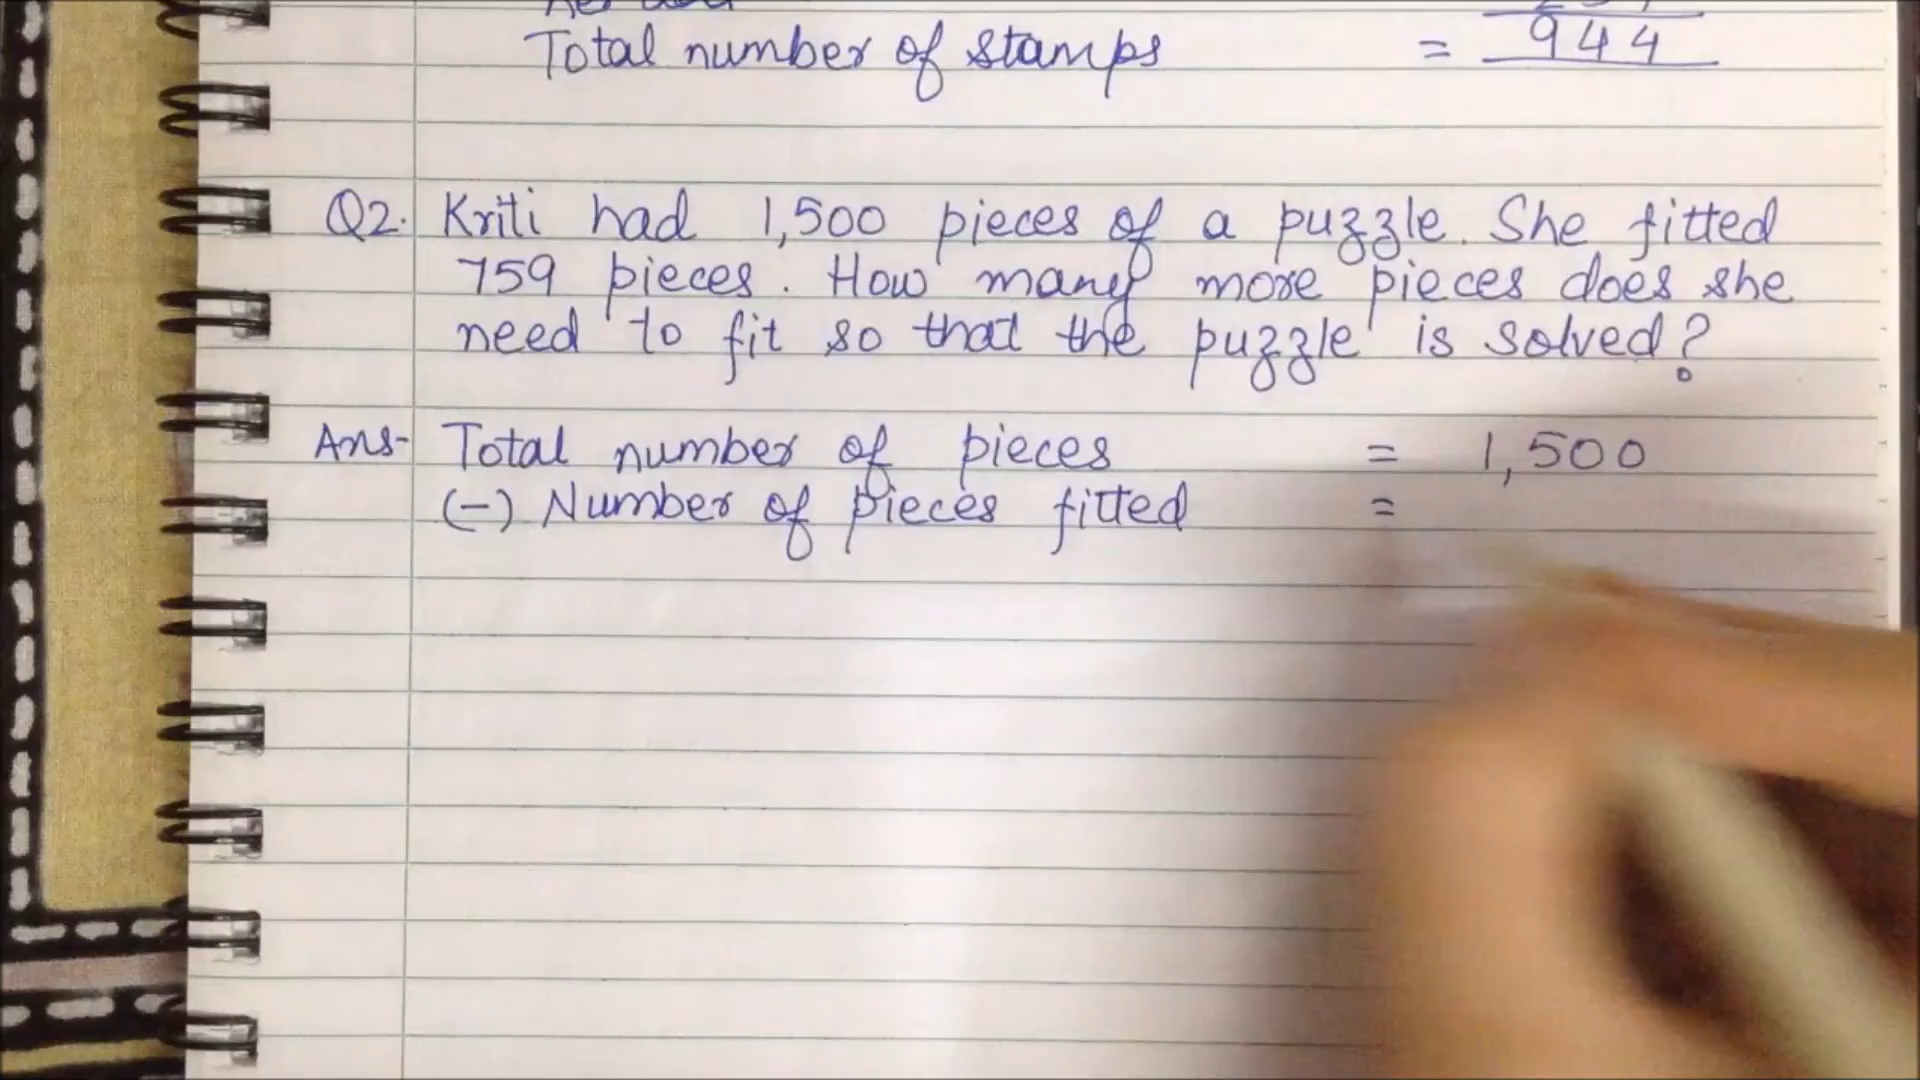 Total number of stamps = 944
Q2. Kriti had 1,500 pieces of a puzzle. She fitted
759 pieces. How many more pieces does she
need to fit so that the puzzle is solved?
Ans- Total number of pieces = 1,500
(-) Number of pieces fitted =